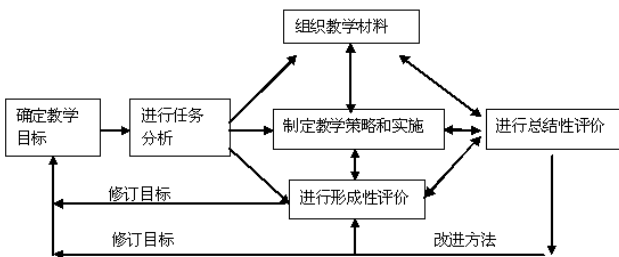 组织教学材料
确定教学
目标
进行任务
分析
制定教学策略和实施
进行总结性评价
进行形成性评价
修订目标
修订目标
改进方法